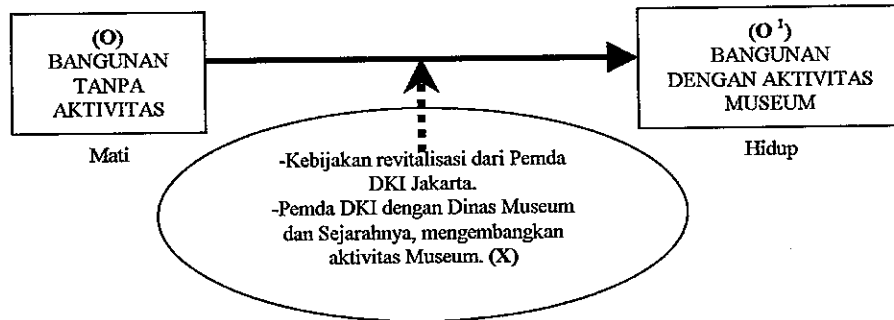 (O)
BANGUNAN
TANPA
AKTIVITAS
Mati
(O ¹)
BANGUNAN
DENGAN AKTIVITAS
MUSEUM
Hidup
-Kebijakan revitalisasi dari Pemda
DKI Jakarta.
-Pemda DKI dengan Dinas Museum
dan Sejarahnya, mengembangkan
aktivitas Museum. (X)